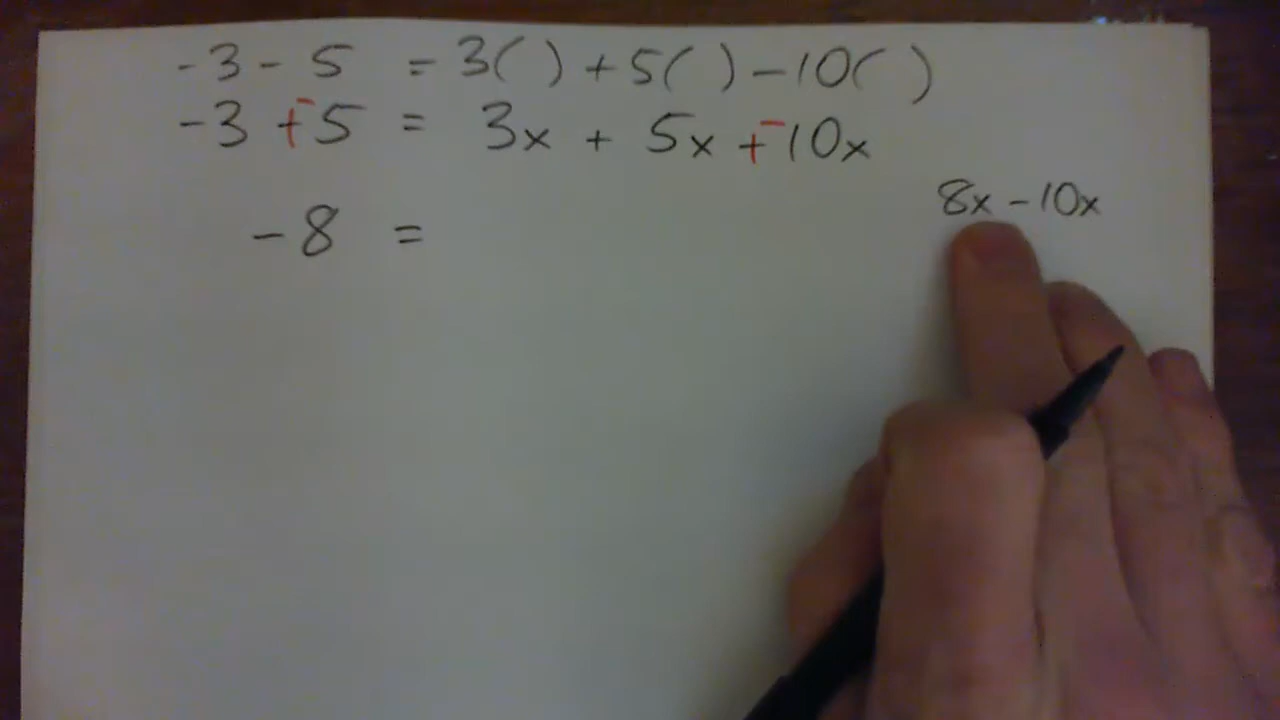 -3 - 5 = 3( ) + 5( ) - 10( )
-3 + -5 = 3x + 5x + -10x
8x - 10x
-8 =